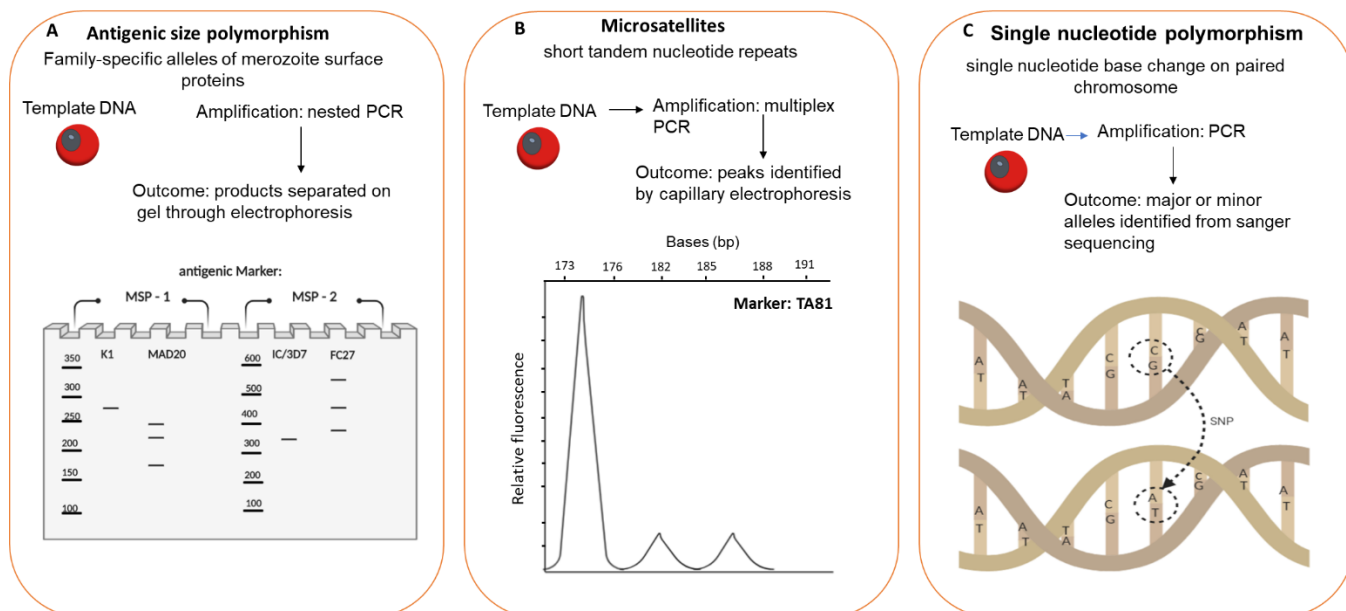 A
Antigenic size polymorphism
Family-specific alleles of merozoite surface
proteins
Template DNA
Amplification: nested PCR
Outcome: products separated on
gel through electrophoresis
antigenic Marker:
MSP - 1
MSP - 2
350
K1
MAD20
600
IC/3D7
FC27
300
500
250
400
200
300
150
200
100
100
B
Microsatellites
short tandem nucleotide repeats
Template DNA
Amplification: multiplex
PCR
Outcome: peaks identified
by capillary electrophoresis
Bases (bp)
173 176 182 185 188 191
Marker: TA81
Relative fluorescence
C
Single nucleotide polymorphism
single nucleotide base change on paired
chromosome
Template DNA
Amplification: PCR
Outcome: major or minor
alleles identified from sanger
sequencing
A T
A T
T A
C G
C G
C G
A T
A T
SNP
A T
A T
T A
C G
A T
C G
A T
A T